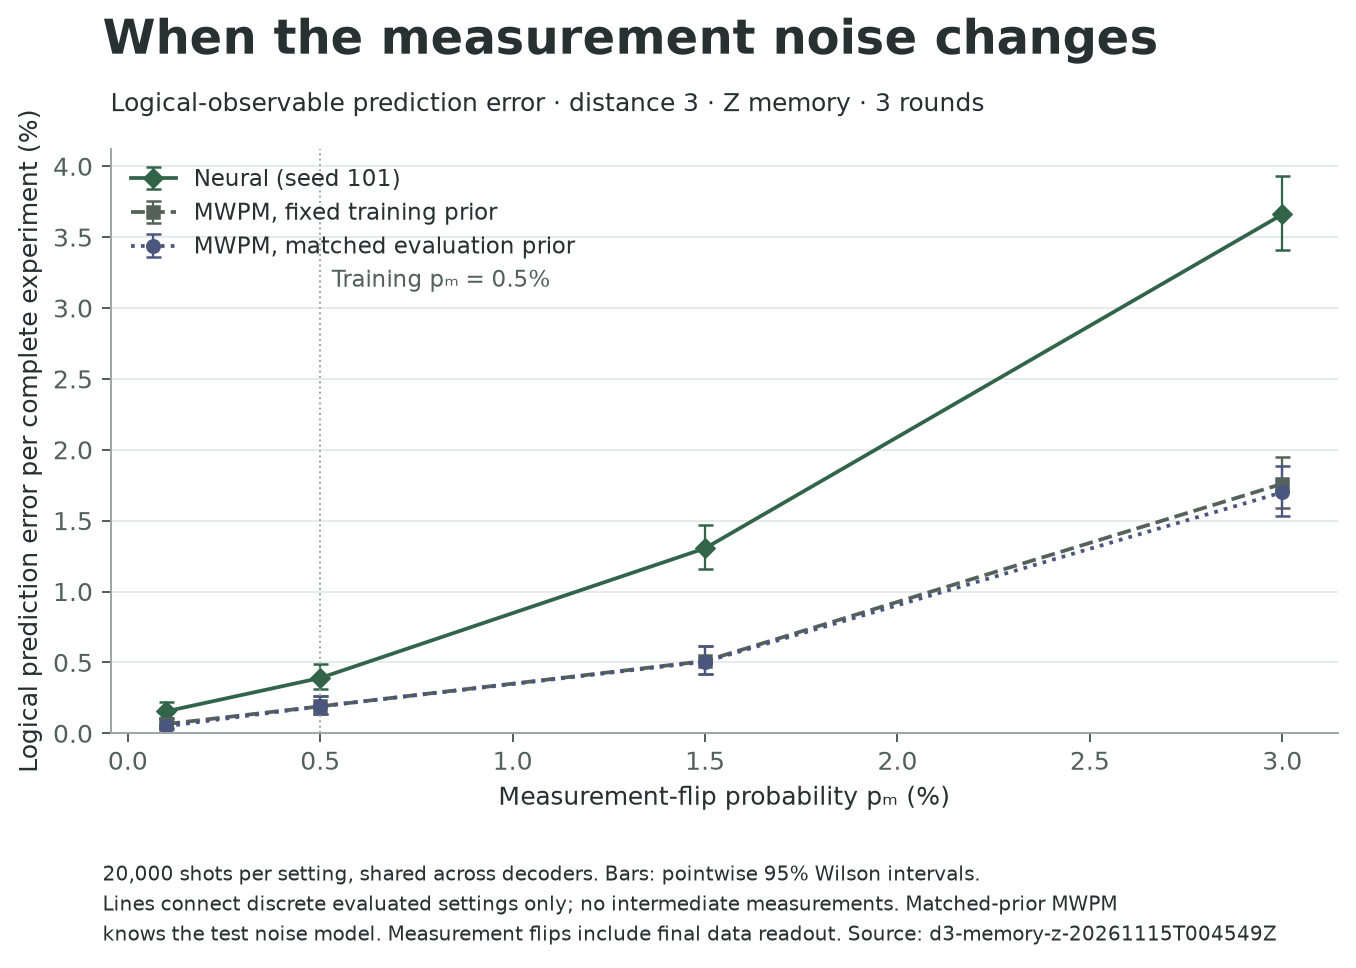 When the measurement noise changes
Logical-observable prediction error · distance 3 · Z memory · 3 rounds
Logical prediction error per complete experiment (%)
4.0
3.5
3.0
2.5
2.0
1.5
1.0
0.5
0.0
Neural (seed 101)
MWPM, fixed training prior
MWPM, matched evaluation prior
Training pₘ = 0.5%
0.0 0.5 1.0 1.5 2.0 2.5 3.0
Measurement-flip probability pₘ (%)
20,000 shots per setting, shared across decoders. Bars: pointwise 95% Wilson intervals.
Lines connect discrete evaluated settings only; no intermediate measurements. Matched-prior MWPM
knows the test noise model. Measurement flips include final data readout. Source: d3-memory-z-20261115T004549Z